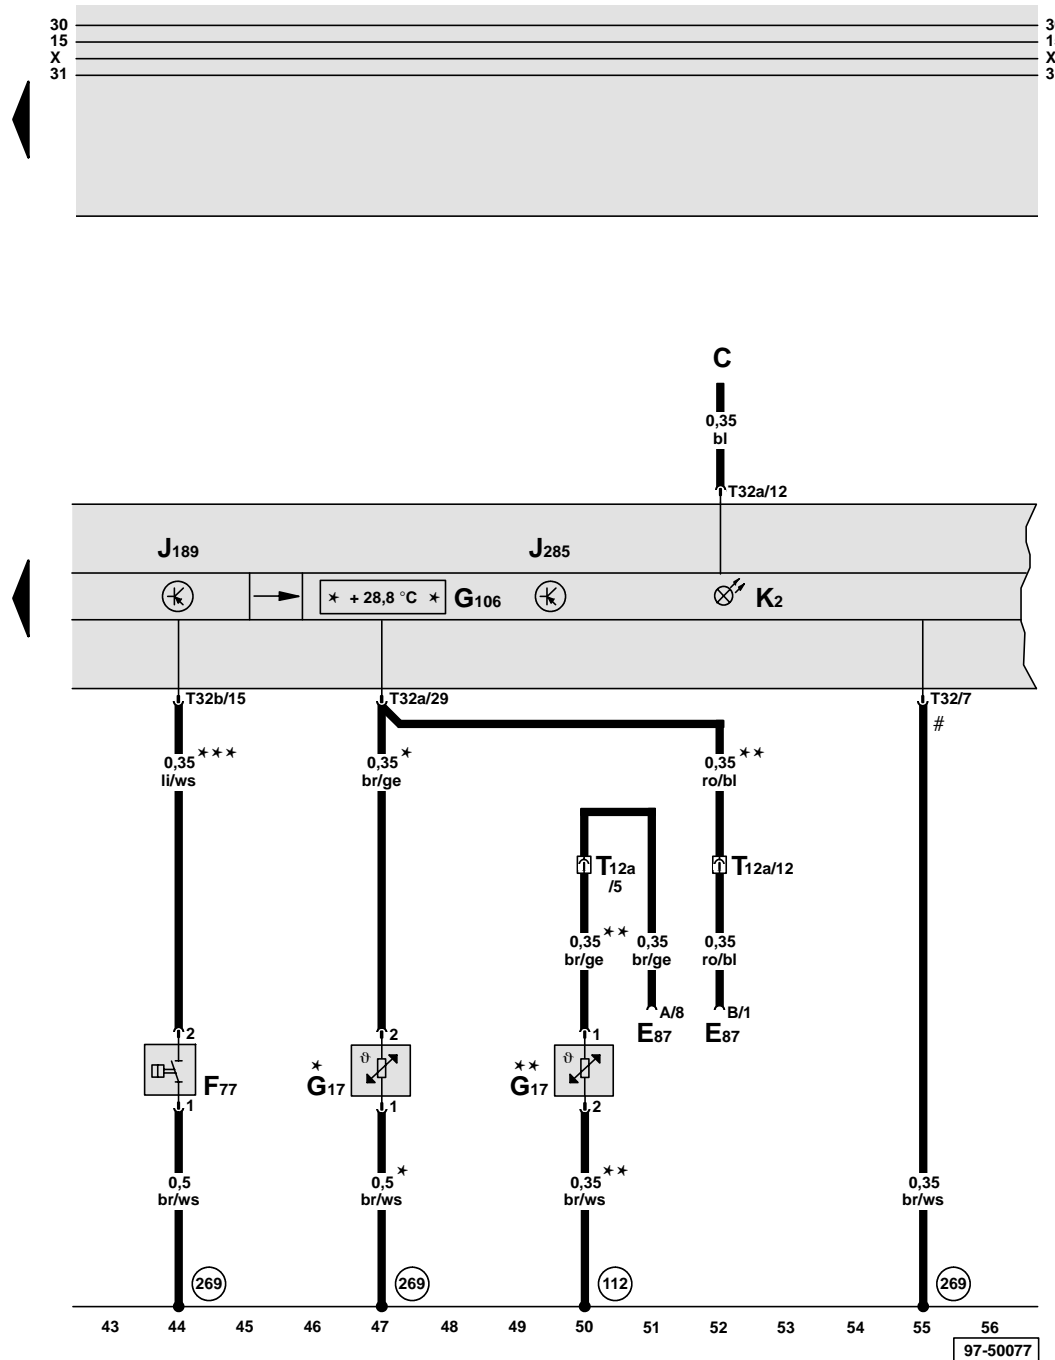 30 3
15 1
X X
31 3
C
0,35
bl
T32a/12
J189 J285
★ + 28,8 °C ★ G106 K2
T32b/15 T32a/29 T32/7
#
0,35 ★★★ 0,35 ★ 0,35 ★★
li/ws br/ge ro/bl
T12a T12a/12
/5
0,35 ★★ 0,35 0,35
br/ge br/ge ro/bl
A/8 B/1
E87 E87
2 2 1
ϑ ϑ
F77 ★ G17 ★★ G17
1 1 2
0,5 0,5 ★ 0,35 ★★ 0,35
br/ws br/ws br/ws br/ws
269 269 112 269
43 44 45 46 47 48 49 50 51 52 53 54 55 56
97-50077